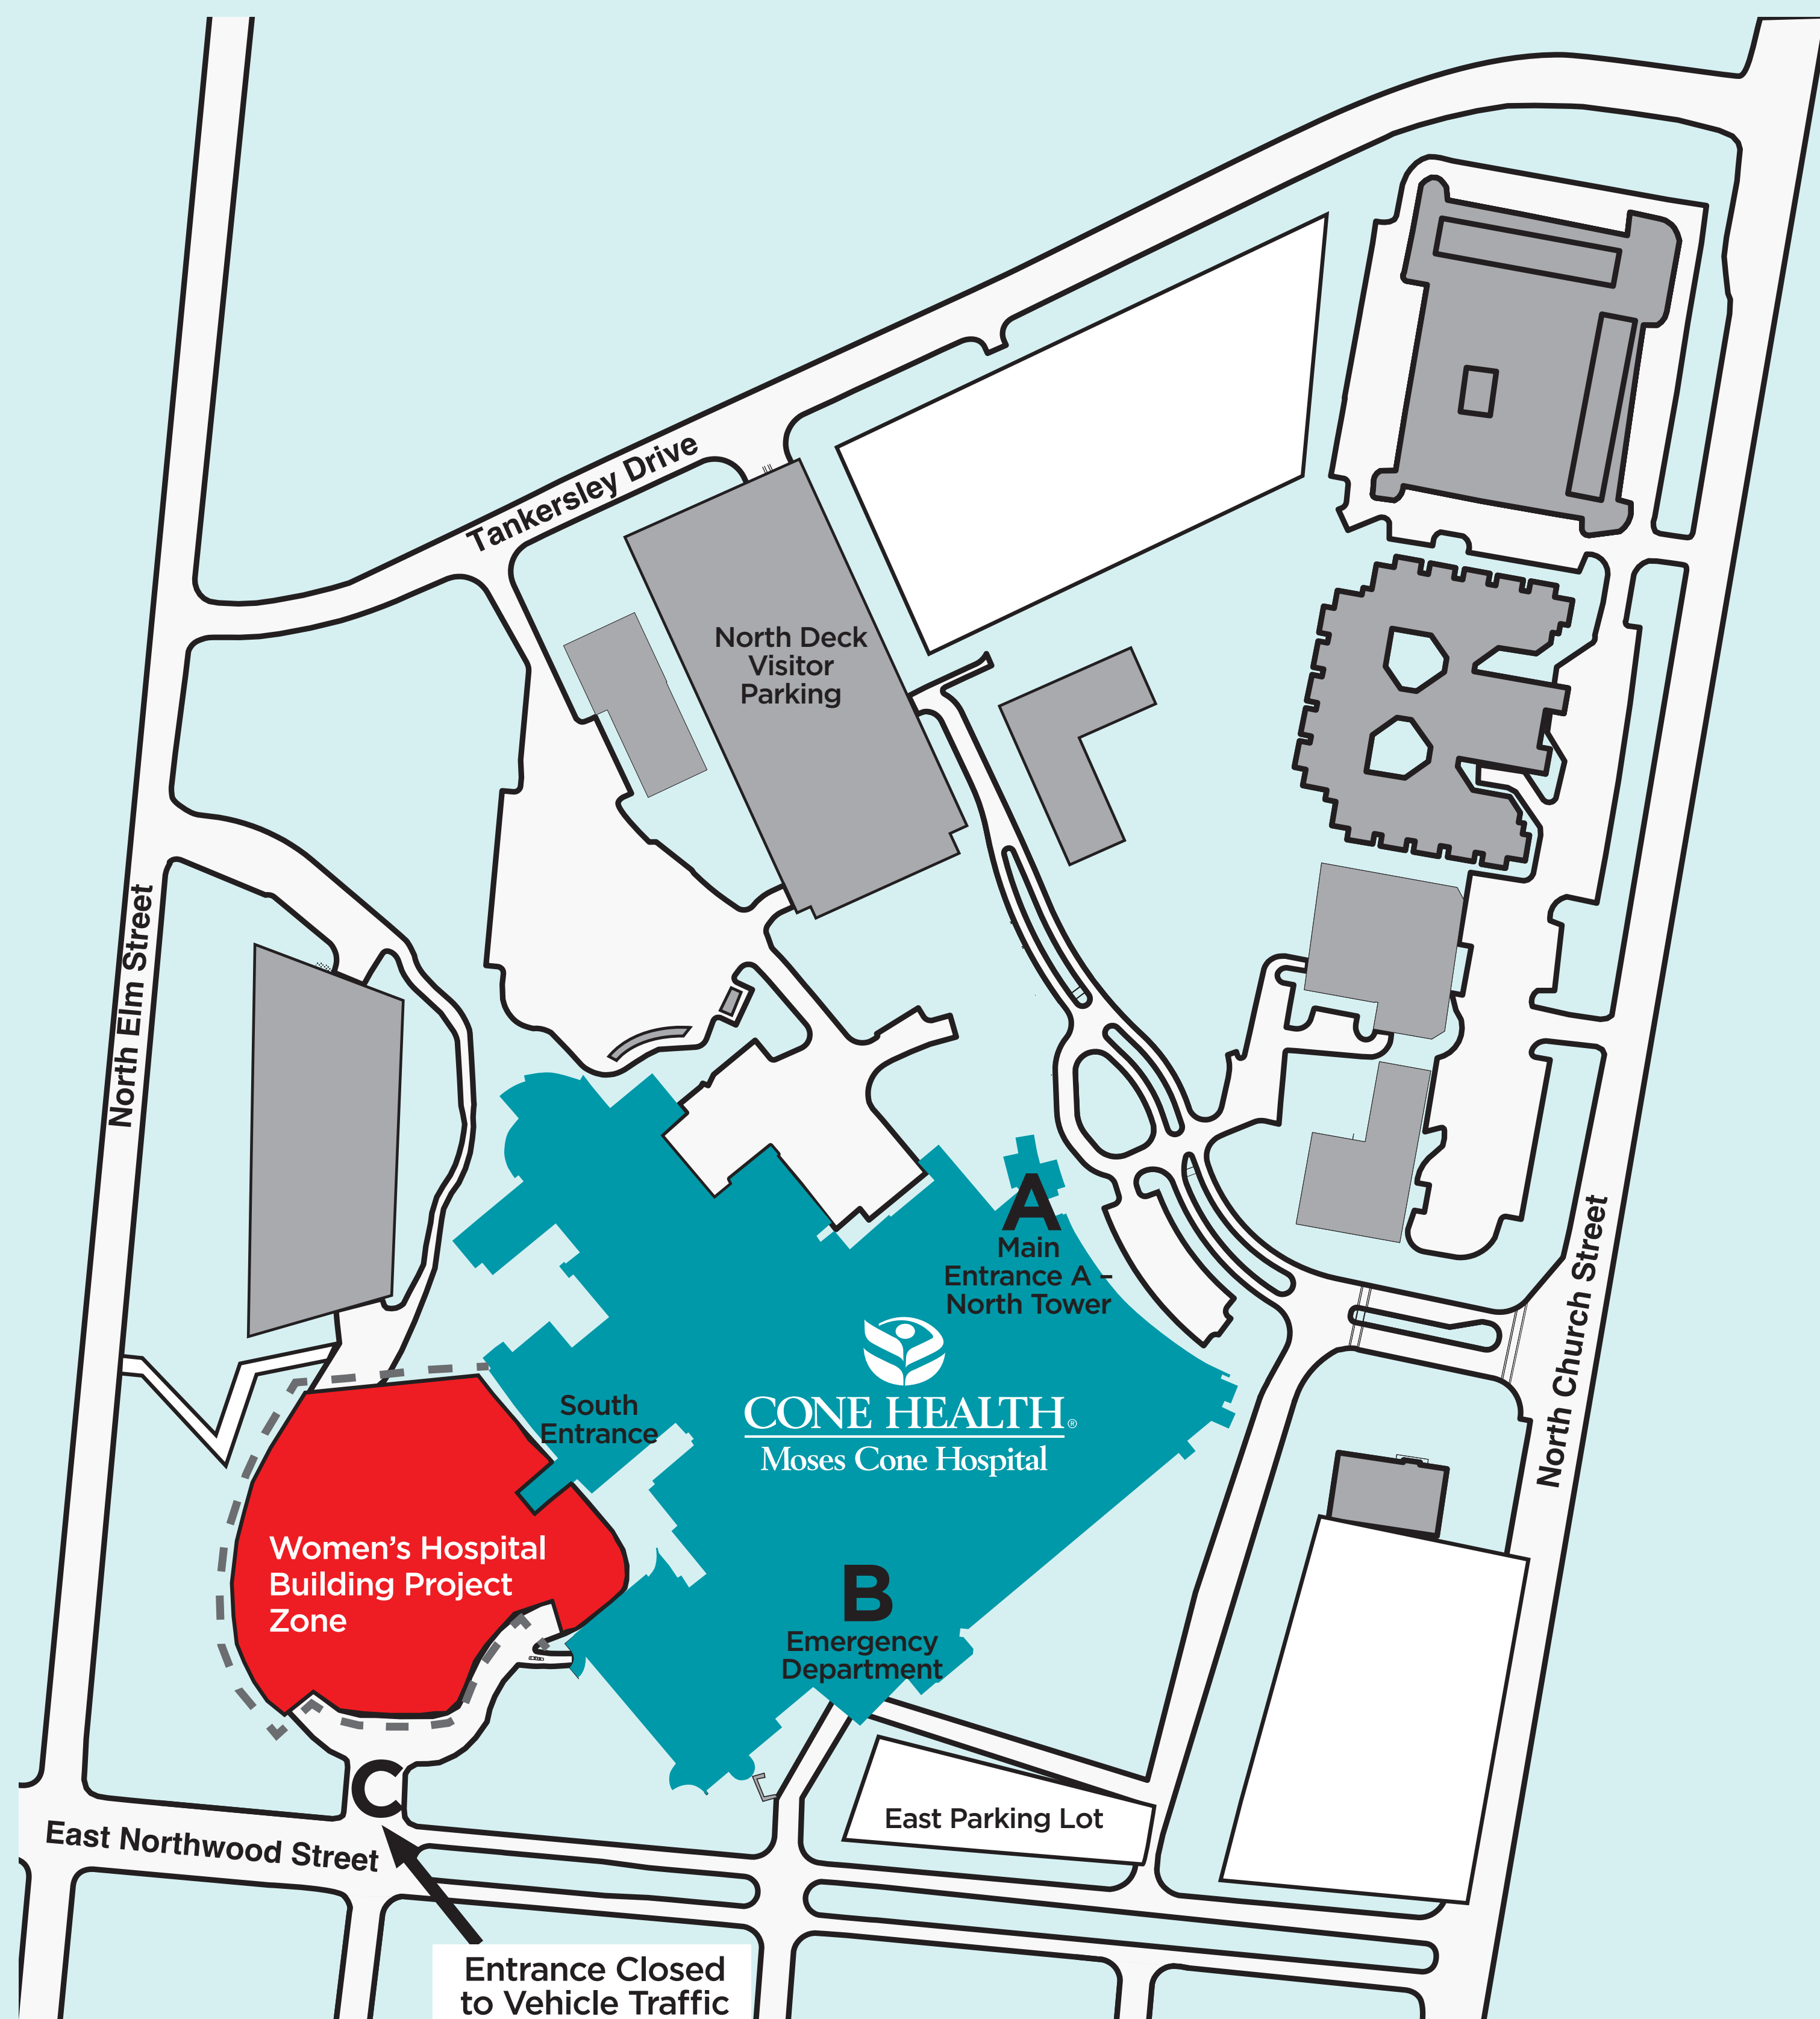 Tankersley Drive
North Deck
Visitor
Parking
North Elm Street
A
Main
Entrance A –
North Tower
North Church Street
CONE HEALTH®
Moses Cone Hospital
South
Entrance
Women's Hospital
Building Project
Zone
B
Emergency
Department
C
East Parking Lot
East Northwood Street
Entrance Closed
to Vehicle Traffic